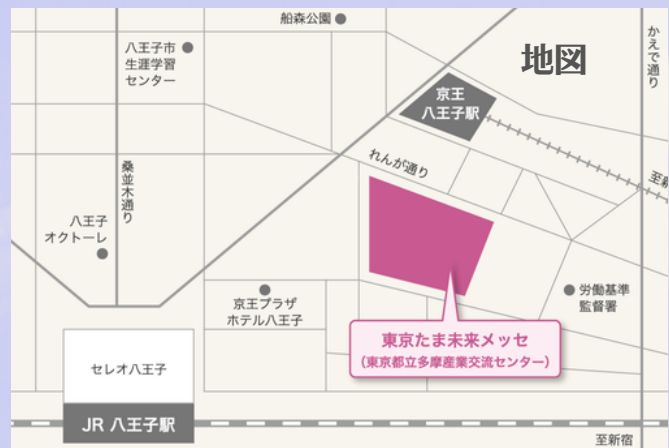 船森公園
地図
かえで通り
八王子市
生涯学習
センター
京王
八王子駅
れんが通り
至新
桑並木通り
八王子
オクトーレ
京王プラザ
ホテル八王子
労働基準
監督署
東京たま未来メッセ
(東京都立多摩産業交流センター)
セレオ八王子
JR 八王子駅
至新宿